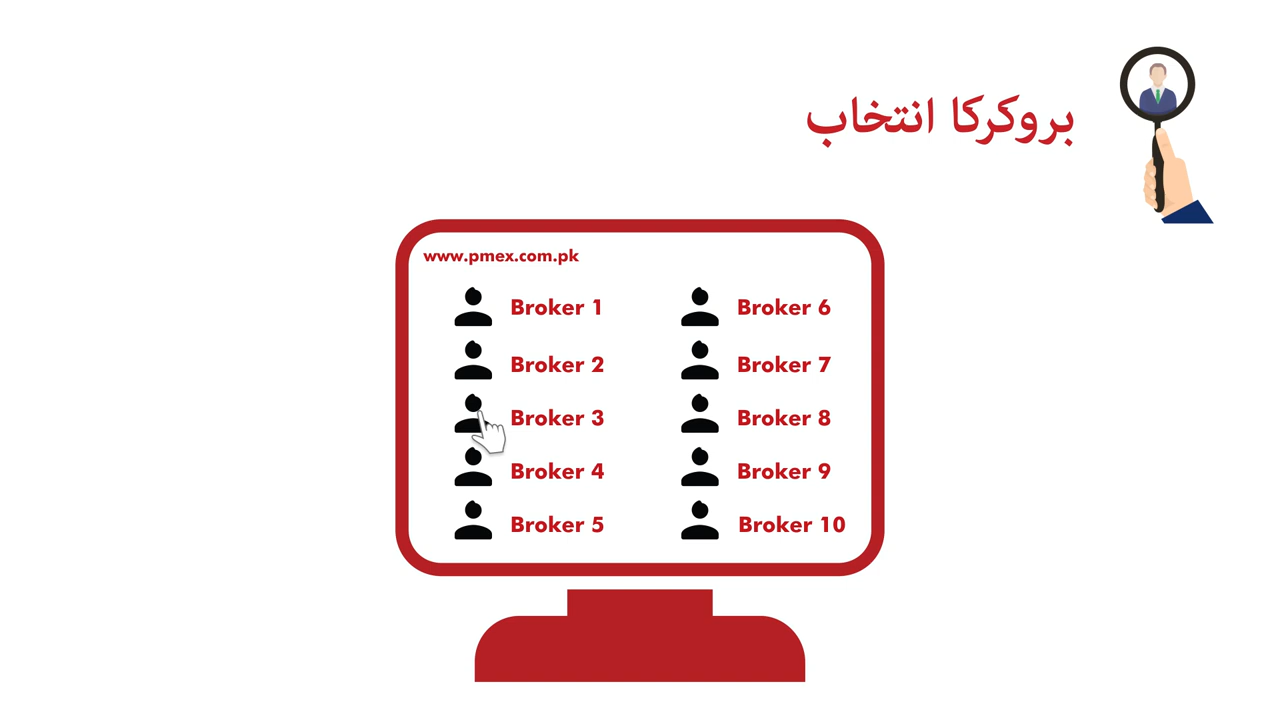 بروکرکا انتخاب
www.pmex.com.pk
Broker 1
Broker 2
Broker 3
Broker 4
Broker 5
Broker 6
Broker 7
Broker 8
Broker 9
Broker 10